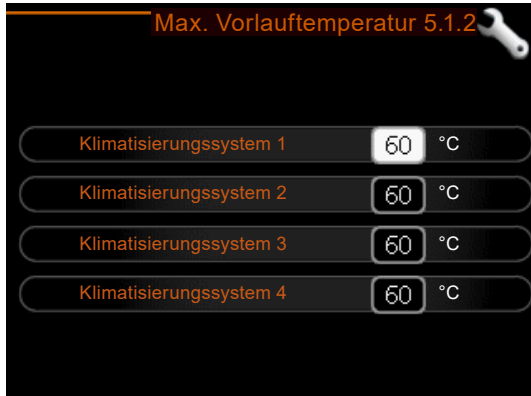 Max. Vorlauftemperatur 5.1.2
Klimatisierungssystem 1 60 °C
Klimatisierungssystem 2 60 °C
Klimatisierungssystem 3 60 °C
Klimatisierungssystem 4 60 °C